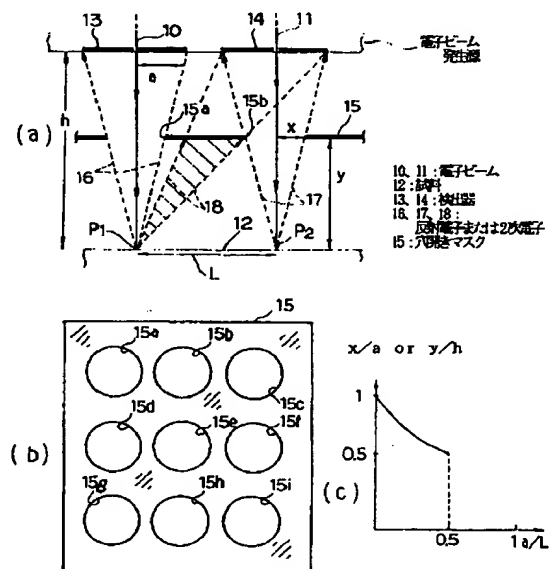 13
10
14
11
電子ビーム
発生源
a
15a
15b
15
(a)
h
x
16
18
17
y
12
P1
P2
L
10、11：電子ビーム
12：試料
13、14：検出器
16、17、18：
反射電子または2次電子
15：穴開きマスク
15
15a
15b
15c
15d
15e
15f
(b)
15g
15h
15i
x/a or y/h
1
0.5
(c)
0.5
1
a/L